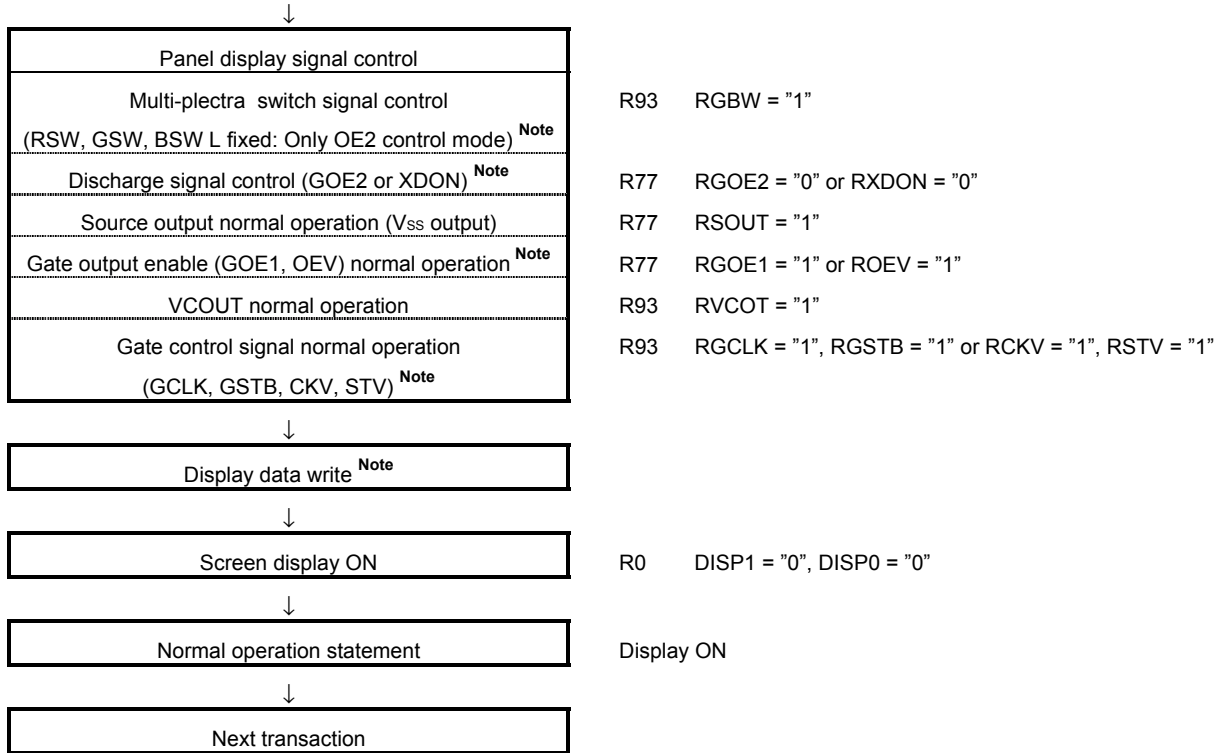 ↓
Panel display signal control
Multi-plectra switch signal control R93 RGBW = ”1”
(RSW, GSW, BSW L fixed: Only OE2 control mode) Note
Discharge signal control (GOE2 or XDON) Note R77 RGOE2 = ”0” or RXDON = ”0”
Source output normal operation (Vss output) R77 RSOUT = ”1”
Gate output enable (GOE1, OEV) normal operation Note R77 RGOE1 = ”1” or ROEV = ”1”
VCOUT normal operation R93 RVCOT = ”1”
Gate control signal normal operation R93 RGCLK = ”1”, RGSTB = ”1” or RCKV = ”1”, RSTV = ”1”
(GCLK, GSTB, CKV, STV) Note
↓
Display data write Note
↓
Screen display ON R0 DISP1 = ”0”, DISP0 = ”0”
↓
Normal operation statement Display ON
↓
Next transaction